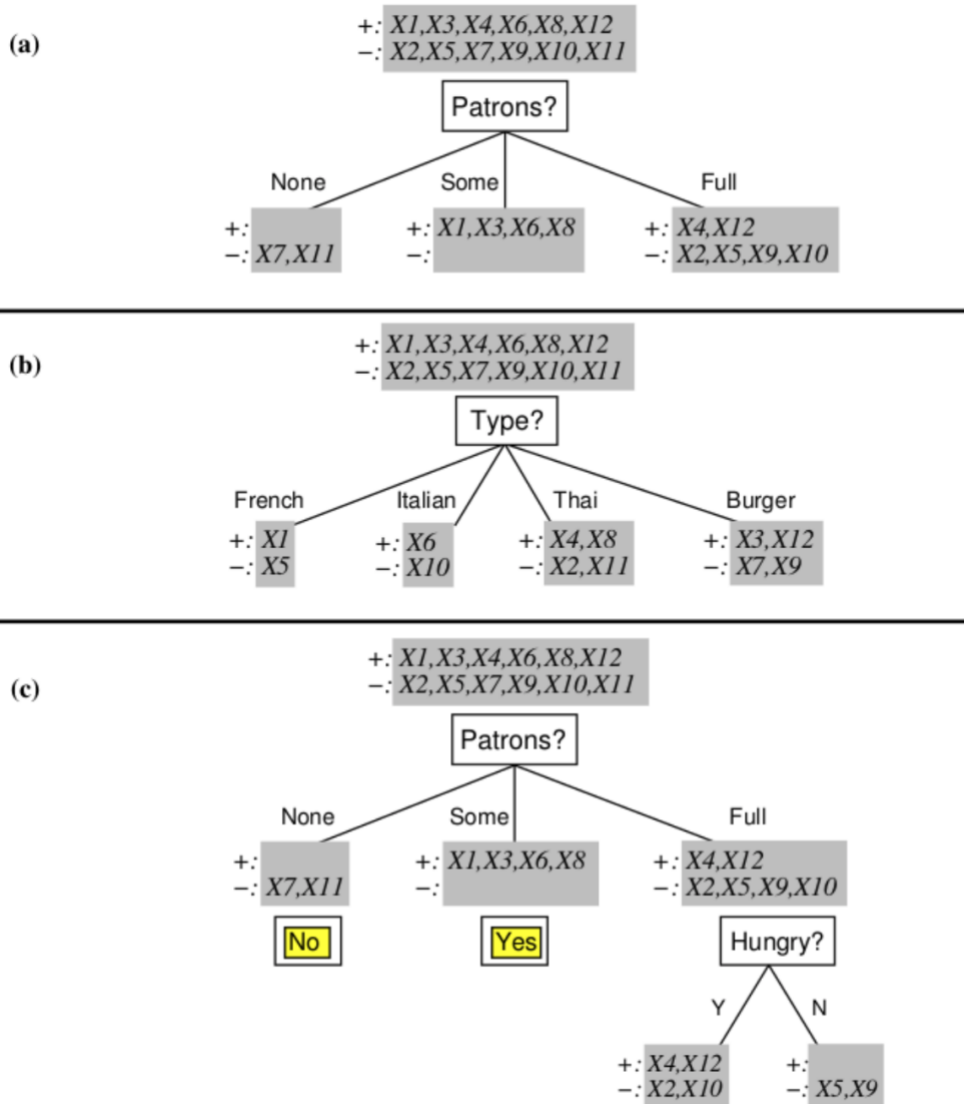 (a)
+: X1,X3,X4,X6,X8,X12
−: X2,X5,X7,X9,X10,X11
Patrons?
None Some Full
+: +: X1,X3,X6,X8 +: X4,X12
−: X7,X11 −: −: X2,X5,X9,X10
(b)
+: X1,X3,X4,X6,X8,X12
−: X2,X5,X7,X9,X10,X11
Type?
French Italian Thai Burger
+: X1 +: X6 +: X4,X8 +: X3,X12
−: X5 −: X10 −: X2,X11 −: X7,X9
(c)
+: X1,X3,X4,X6,X8,X12
−: X2,X5,X7,X9,X10,X11
Patrons?
None Some Full
+: +: X1,X3,X6,X8 +: X4,X12
−: X7,X11 −: −: X2,X5,X9,X10
No Yes Hungry?
Y N
+: X4,X12 +:
−: X2,X10 −: X5,X9